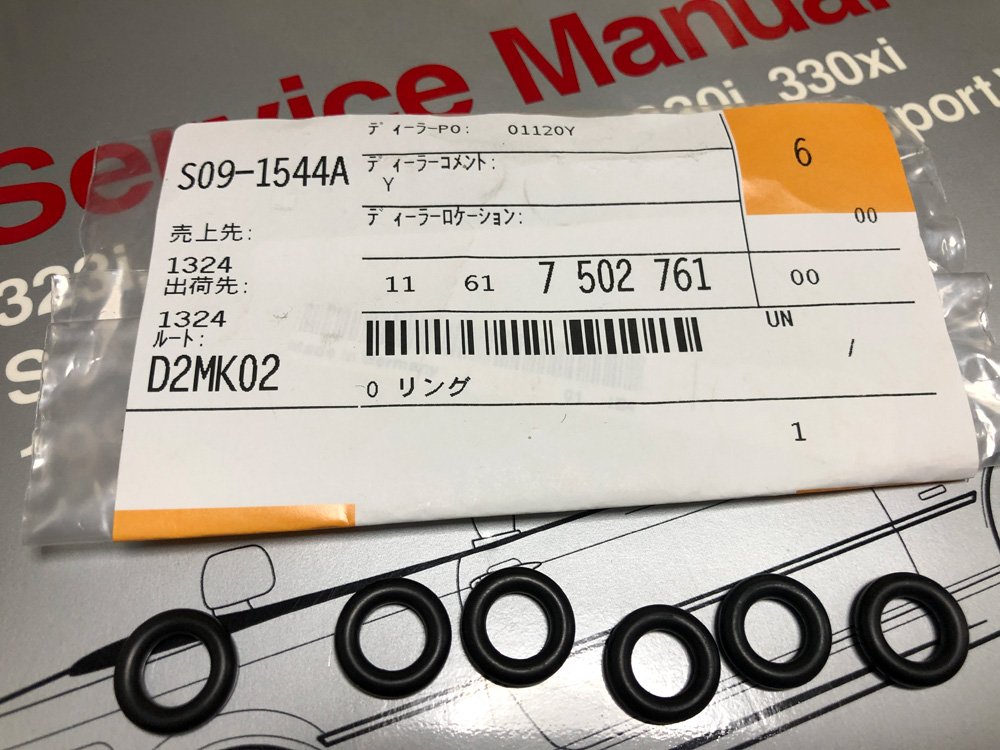 Service Manual
330xi
323i
ディーラーPO: 01120Y
S09-1544A
ディーラーコメント:
Y
6
ディーラーロケーション:
00
売上先:
1324
11 61 7 502 761
00
出荷先:
1324
UN
ルート:
/
D2MK02
O リング
1